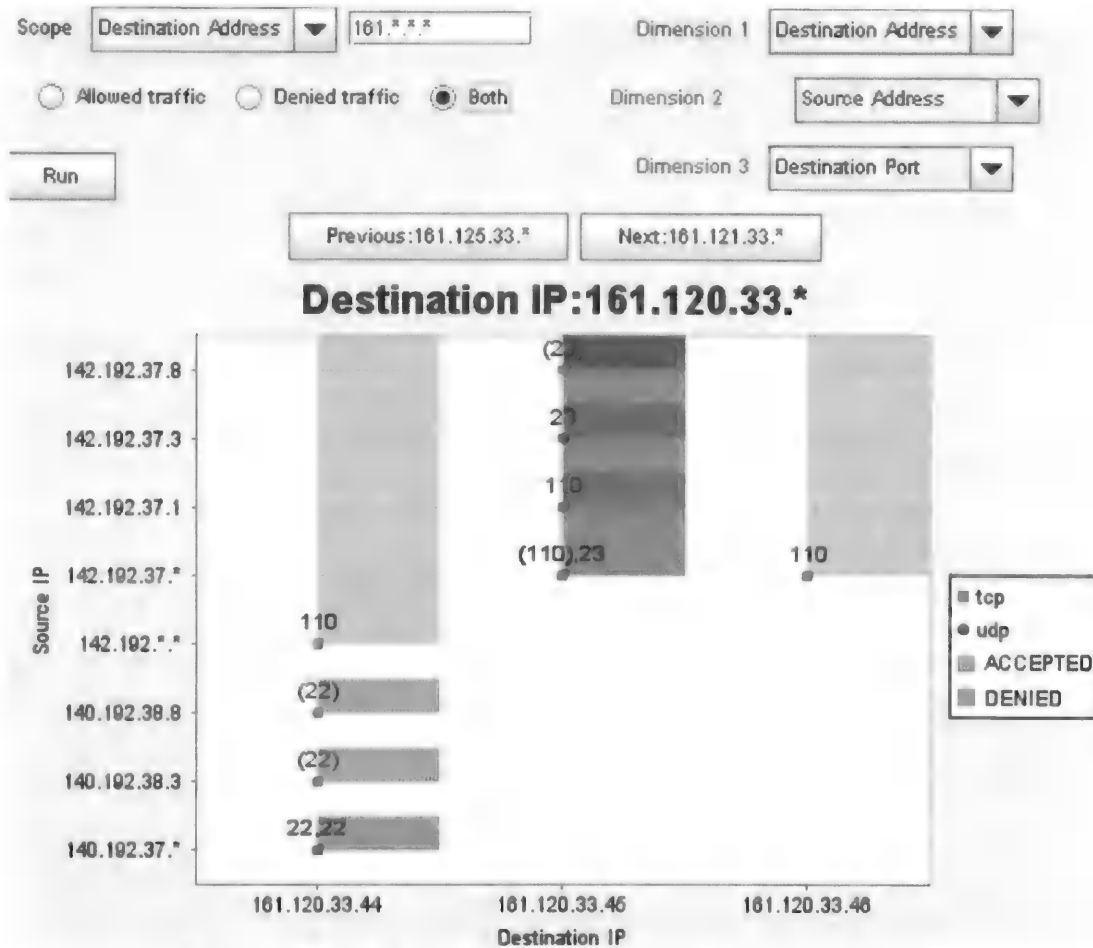 Scope
Destination Address
161.*.*.*
Dimension 1
Destination Address
Allowed traffic
Denied traffic
Both
Dimension 2
Source Address
Run
Dimension 3
Destination Port
Previous:161.125.33.*
Next:161.121.33.*
Destination IP:161.120.33.*
142.192.37.8
142.192.37.3
142.192.37.1
110
142.192.37.*
(110),23
110
142.192.*.*
110
140.192.38.8
(22)
140.192.38.3
(22)
140.192.37.*
22,22
Source IP
tcp
udp
ACCEPTED
DENIED
161.120.33.44
161.120.33.45
161.120.33.46
Destination IP